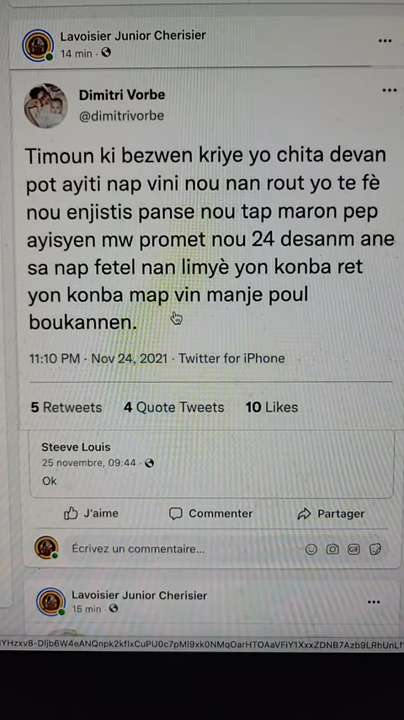 Lavoisier Junior Cherisier
14 min ·
Dimitri Vorbe
@dimitrivorbe
Timoun ki bezwen kriye yo chita devan
pot ayiti nap vini nou nan rout yo te fè
nou enjistis panse nou tap maron pep
ayisyen mw promet nou 24 desanm ane
sa nap fetel nan limyè yon konba ret
yon konba map vin manje poul
boukannen.
11:10 PM · Nov 24, 2021 · Twitter for iPhone
5 Retweets 4 Quote Tweets 10 Likes
Steeve Louis
25 novembre, 09:44 ·
Ok
J'aime Commenter Partager
Écrivez un commentaire...
GIF
Lavoisier Junior Cherisier
15 min ·